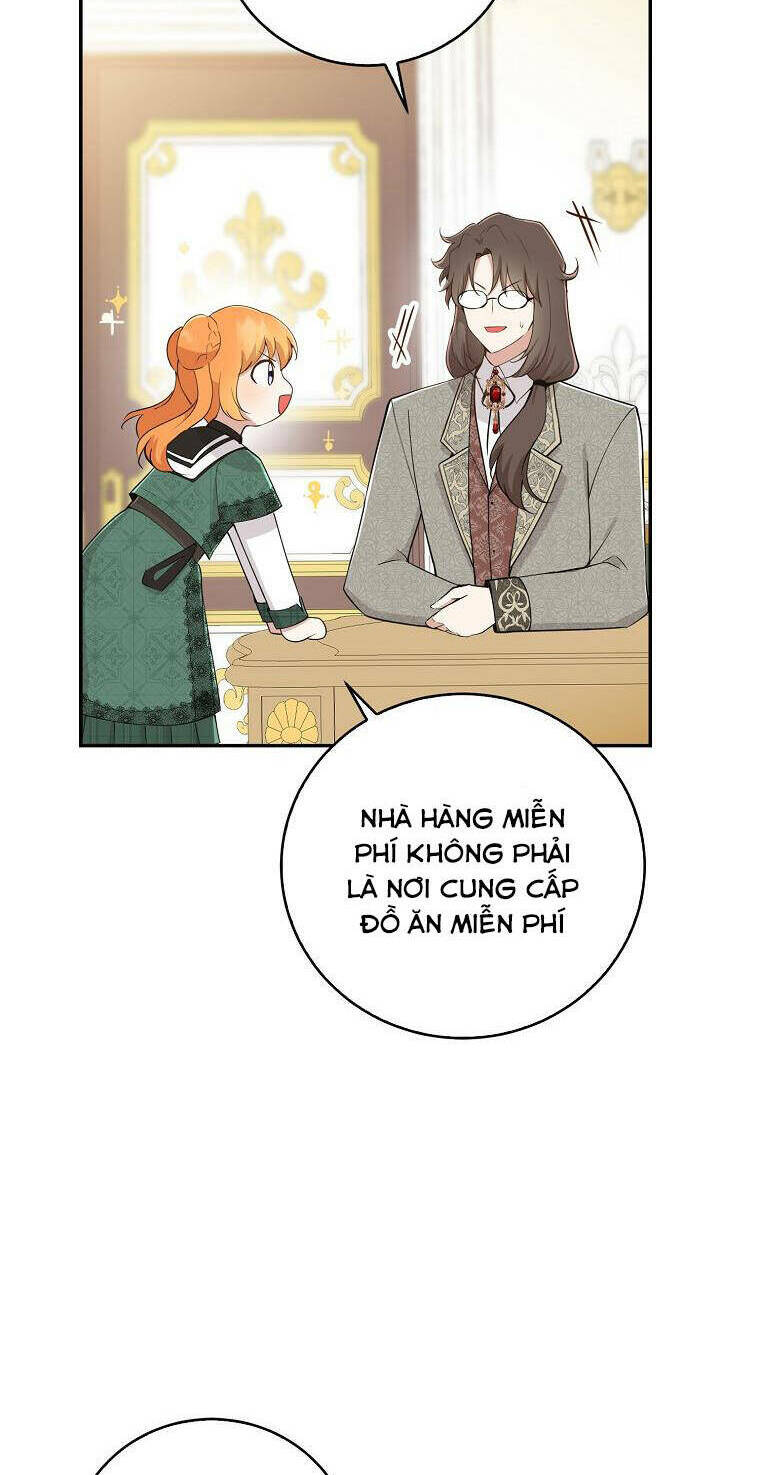 NHÀ HÀNG MIỄN
PHÍ KHÔNG PHẢI
LÀ NƠI CUNG CẤP
ĐỒ ĂN MIỄN PHÍ